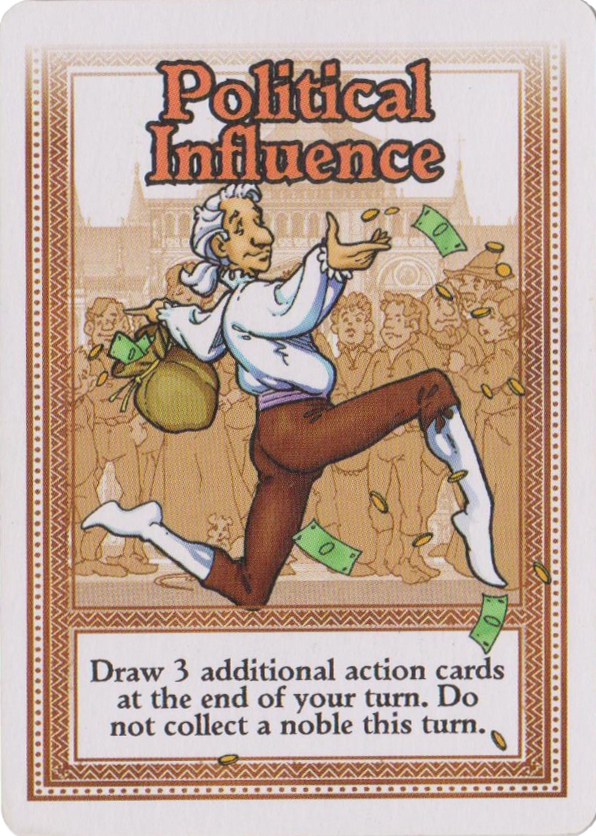 Political
Influence
Draw 3 additional action cards
at the end of your turn. Do
not collect a noble this turn.